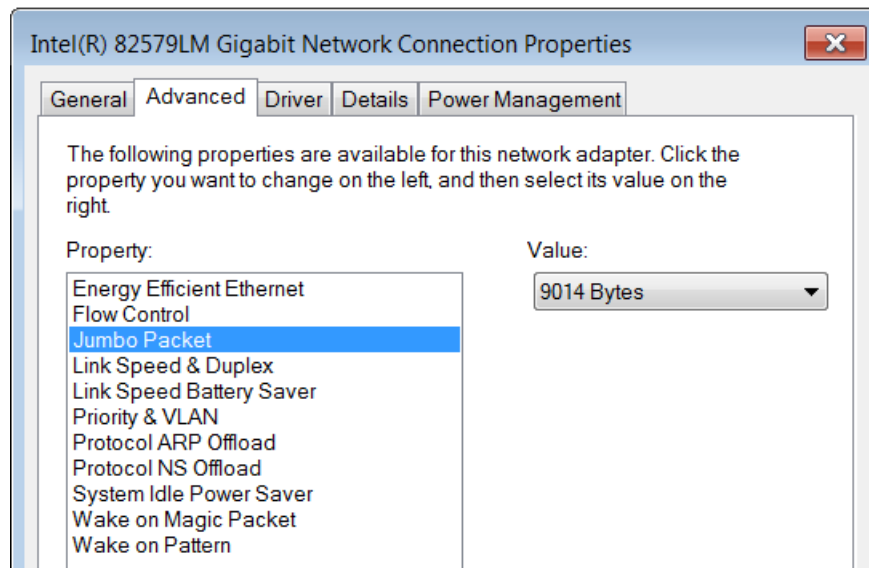 Intel(R) 82579LM Gigabit Network Connection Properties
General Advanced Driver Details Power Management
The following properties are available for this network adapter. Click the
property you want to change on the left, and then select its value on the
right.
Property:
Value:
Energy Efficient Ethernet
Flow Control
Jumbo Packet
Link Speed & Duplex
Link Speed Battery Saver
Priority & VLAN
Protocol ARP Offload
Protocol NS Offload
System Idle Power Saver
Wake on Magic Packet
Wake on Pattern
9014 Bytes